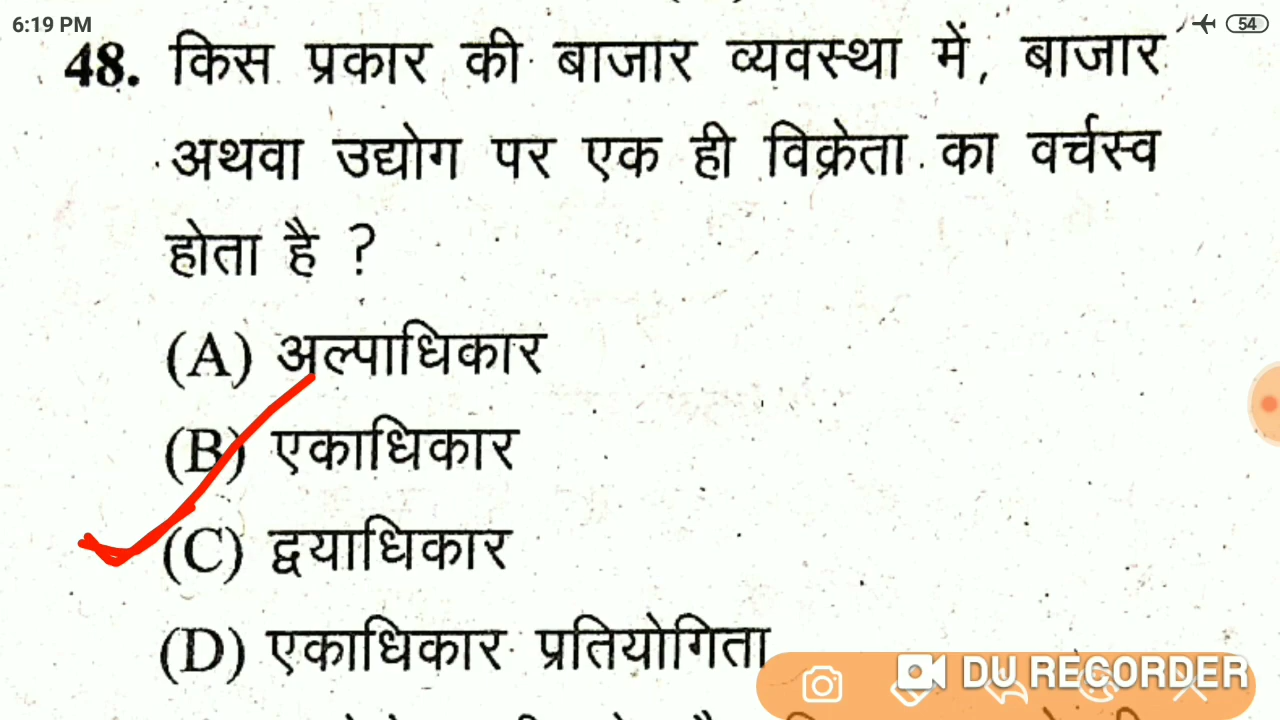 6:19 PM
54
48. किस प्रकार की बाजार व्यवस्था में, बाजार
अथवा उद्योग पर एक ही विक्रेता का वर्चस्व
होता है ?
(A) अल्पाधिकार
(B) एकाधिकार
(C) द्वयाधिकार
(D) एकाधिकार प्रतियोगिता
DU RECORDER